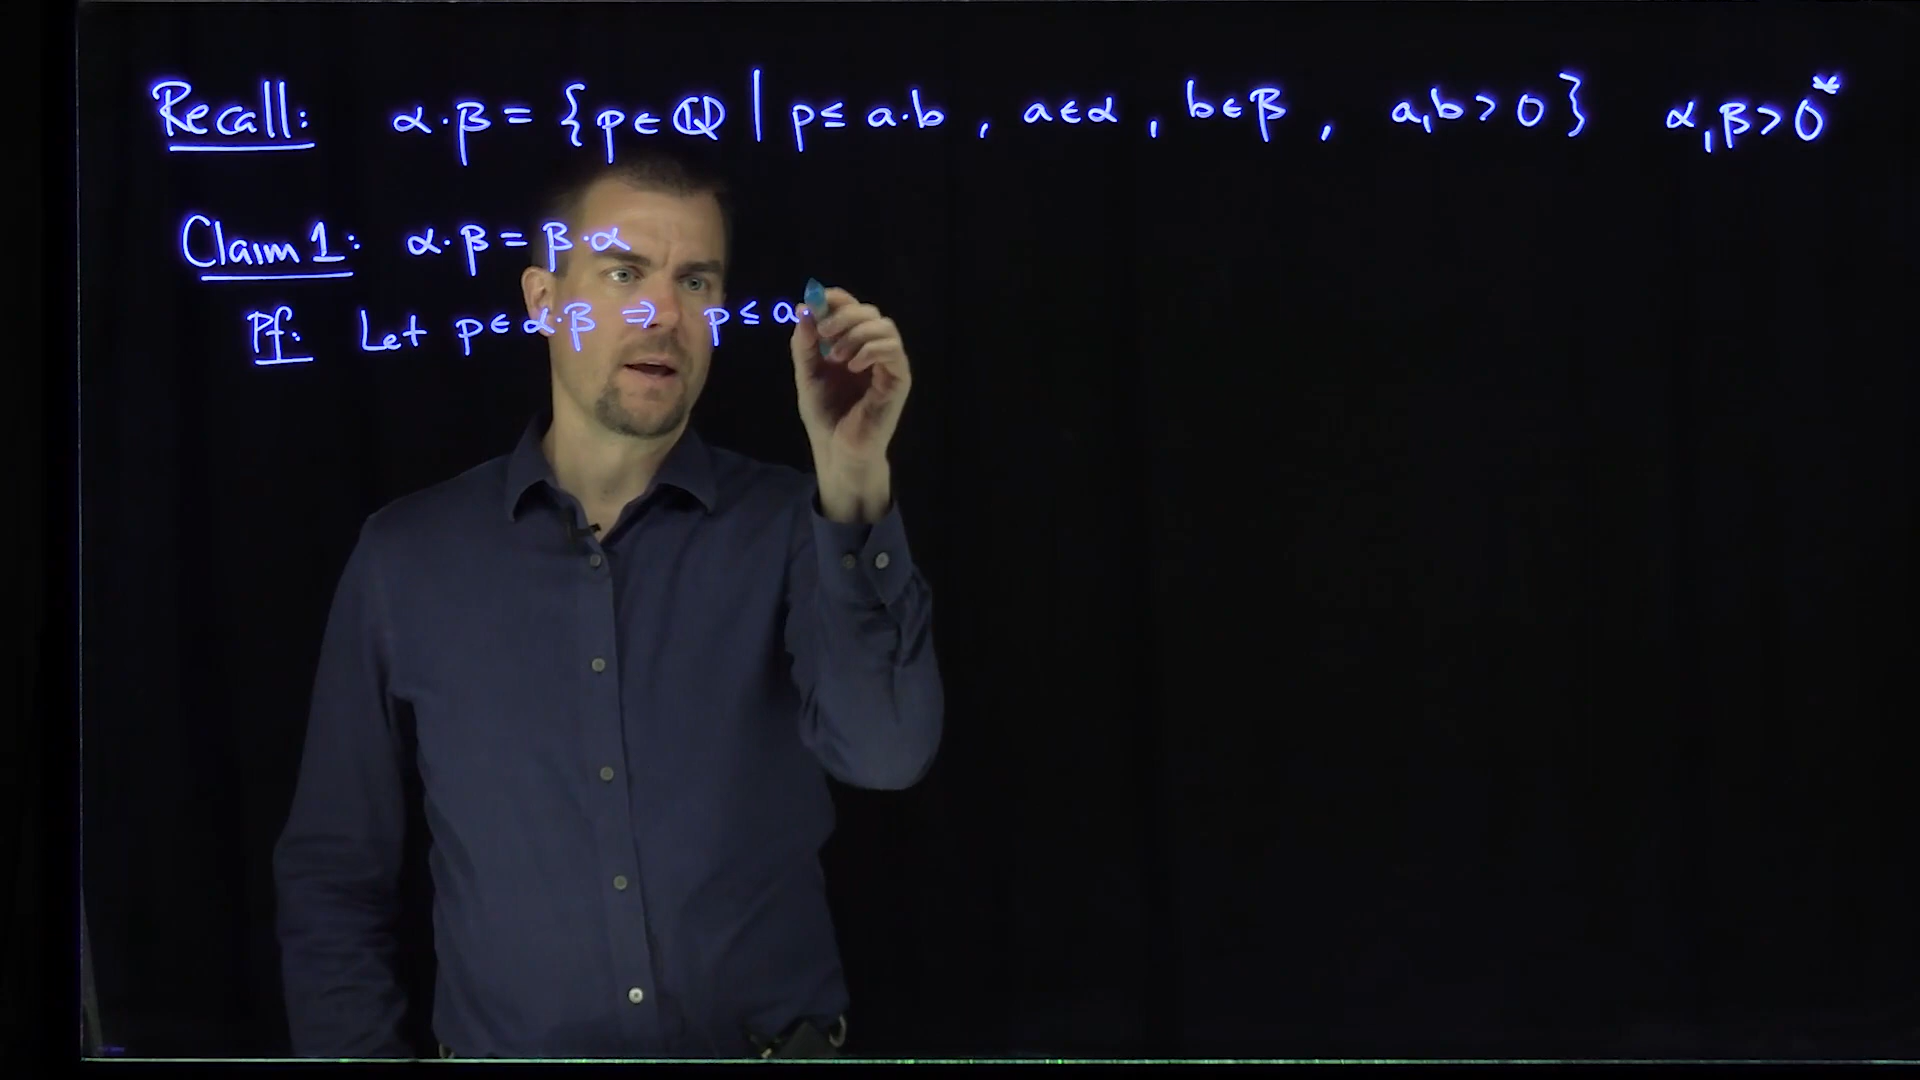 Recall: α·β = {p∈ℚ | p ≤ a·b , a∈α , b∈β , a,b > 0} α,β > 0*
Claim 1: α·β = β·α
Pf: Let p∈α·β ⇒ p ≤ a·